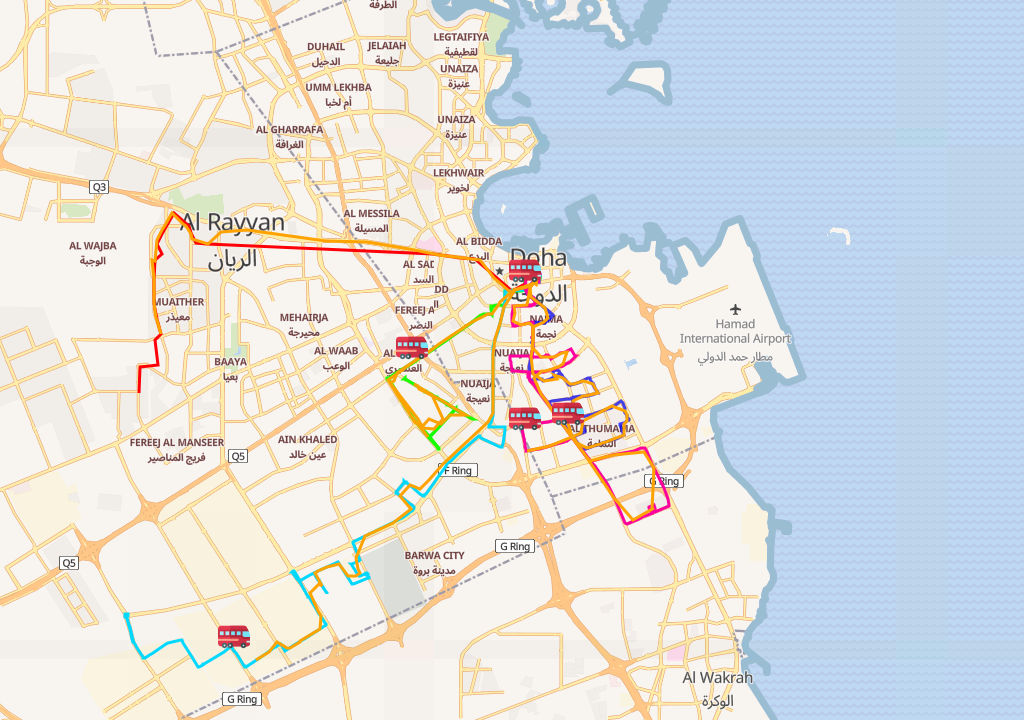 الطرفة
DUHAIL
الدحيل
JELAIAH
جليعة
LEGTAIFIYA
لقطيفية
UNAIZA
عنيزة
UMM LEKHBA
أم لخبا
UNAIZA
عنيزة
AL GHARRAFA
الغرافة
LEKHWAIR
لخوير
Q3
AL MESSILA
المسيلة
Al Rayyan
الريان
AL WAJBA
الوجبة
AL BIDDA
البدع
Doha
الدوحة
AL SAD
السد
DD
MUAITHER
معيذر
MEHAIRJA
محيرجة
FEREEJ A
النصر
NAJMA
نجمة
Hamad
International Airport
مطار حمد الدولي
AL WAAB
الوعب
BAAYA
بعيا
AL
NUAIJA
نعيجة
NUAIJA
نعيجة
AL THUMAMA
الثمامة
FEREEJ AL MANSEER
فريج المناصير
Q5
AIN KHALED
عين خالد
F Ring
G Ring
G Ring
BARWA CITY
مدينة بروة
Q5
G Ring
Al Wakrah
الوكرة